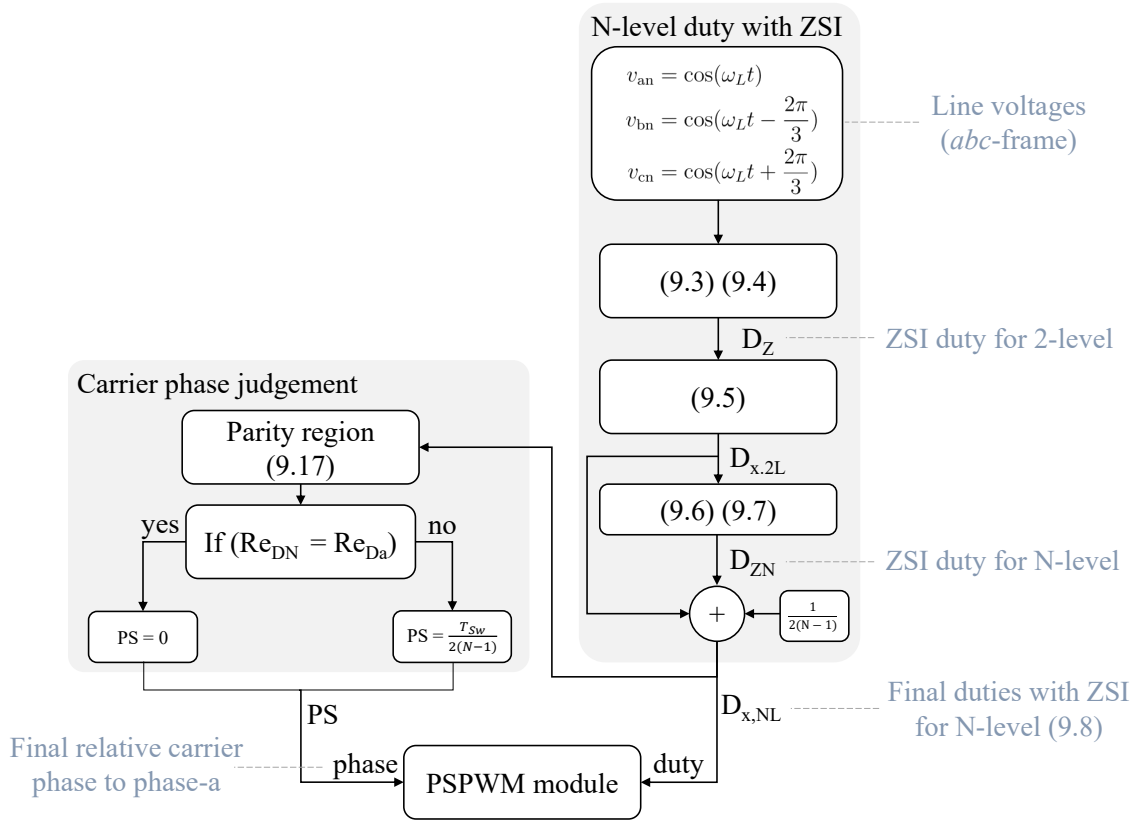 N-level duty with ZSI
v_an = cos(ω_L t)
v_bn = cos(ω_L t − 2π/3)
v_cn = cos(ω_L t + 2π/3)
Line voltages
(abc-frame)
(9.3) (9.4)
D_Z
ZSI duty for 2-level
(9.5)
D_x.2L
(9.6) (9.7)
D_ZN
ZSI duty for N-level
+
1/2(N − 1)
Carrier phase judgement
Parity region
(9.17)
yes
If (Re_DN = Re_Da)
no
PS = 0
PS = T_Sw/2(N−1)
PS
D_x,NL
Final duties with ZSI
for N-level (9.8)
Final relative carrier
phase to phase-a
phase
PSPWM module
duty